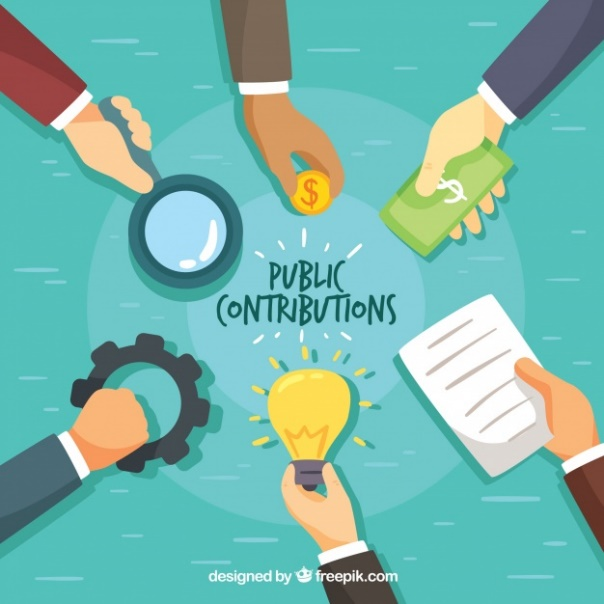 $
$
PUBLIC
CONTRIBUTIONS
designed by freepik.com